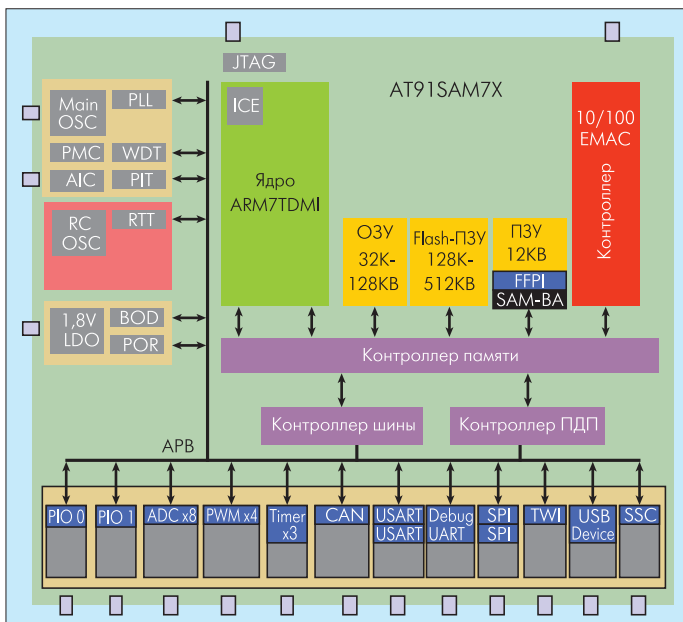 JTAG
AT91SAM7X
Main
OSC
PLL
PMC
WDT
AIC
PIT
RC
OSC
RTT
1,8V
LDO
BOD
POR
ICE
Ядро
ARM7TDMI
ОЗУ
32K-
128KB
Flash-ПЗУ
128K-
512KB
ПЗУ
12KB
FFPI
SAM-BA
10/100
EMAC
Контроллер
Контроллер памяти
Контроллер шины
Контроллер ПДП
APB
PIO 0
PIO 1
ADC x8
PWM x4
Timer
x3
CAN
USART
USART
Debug
UART
SPI
SPI
TWI
USB
Device
SSC